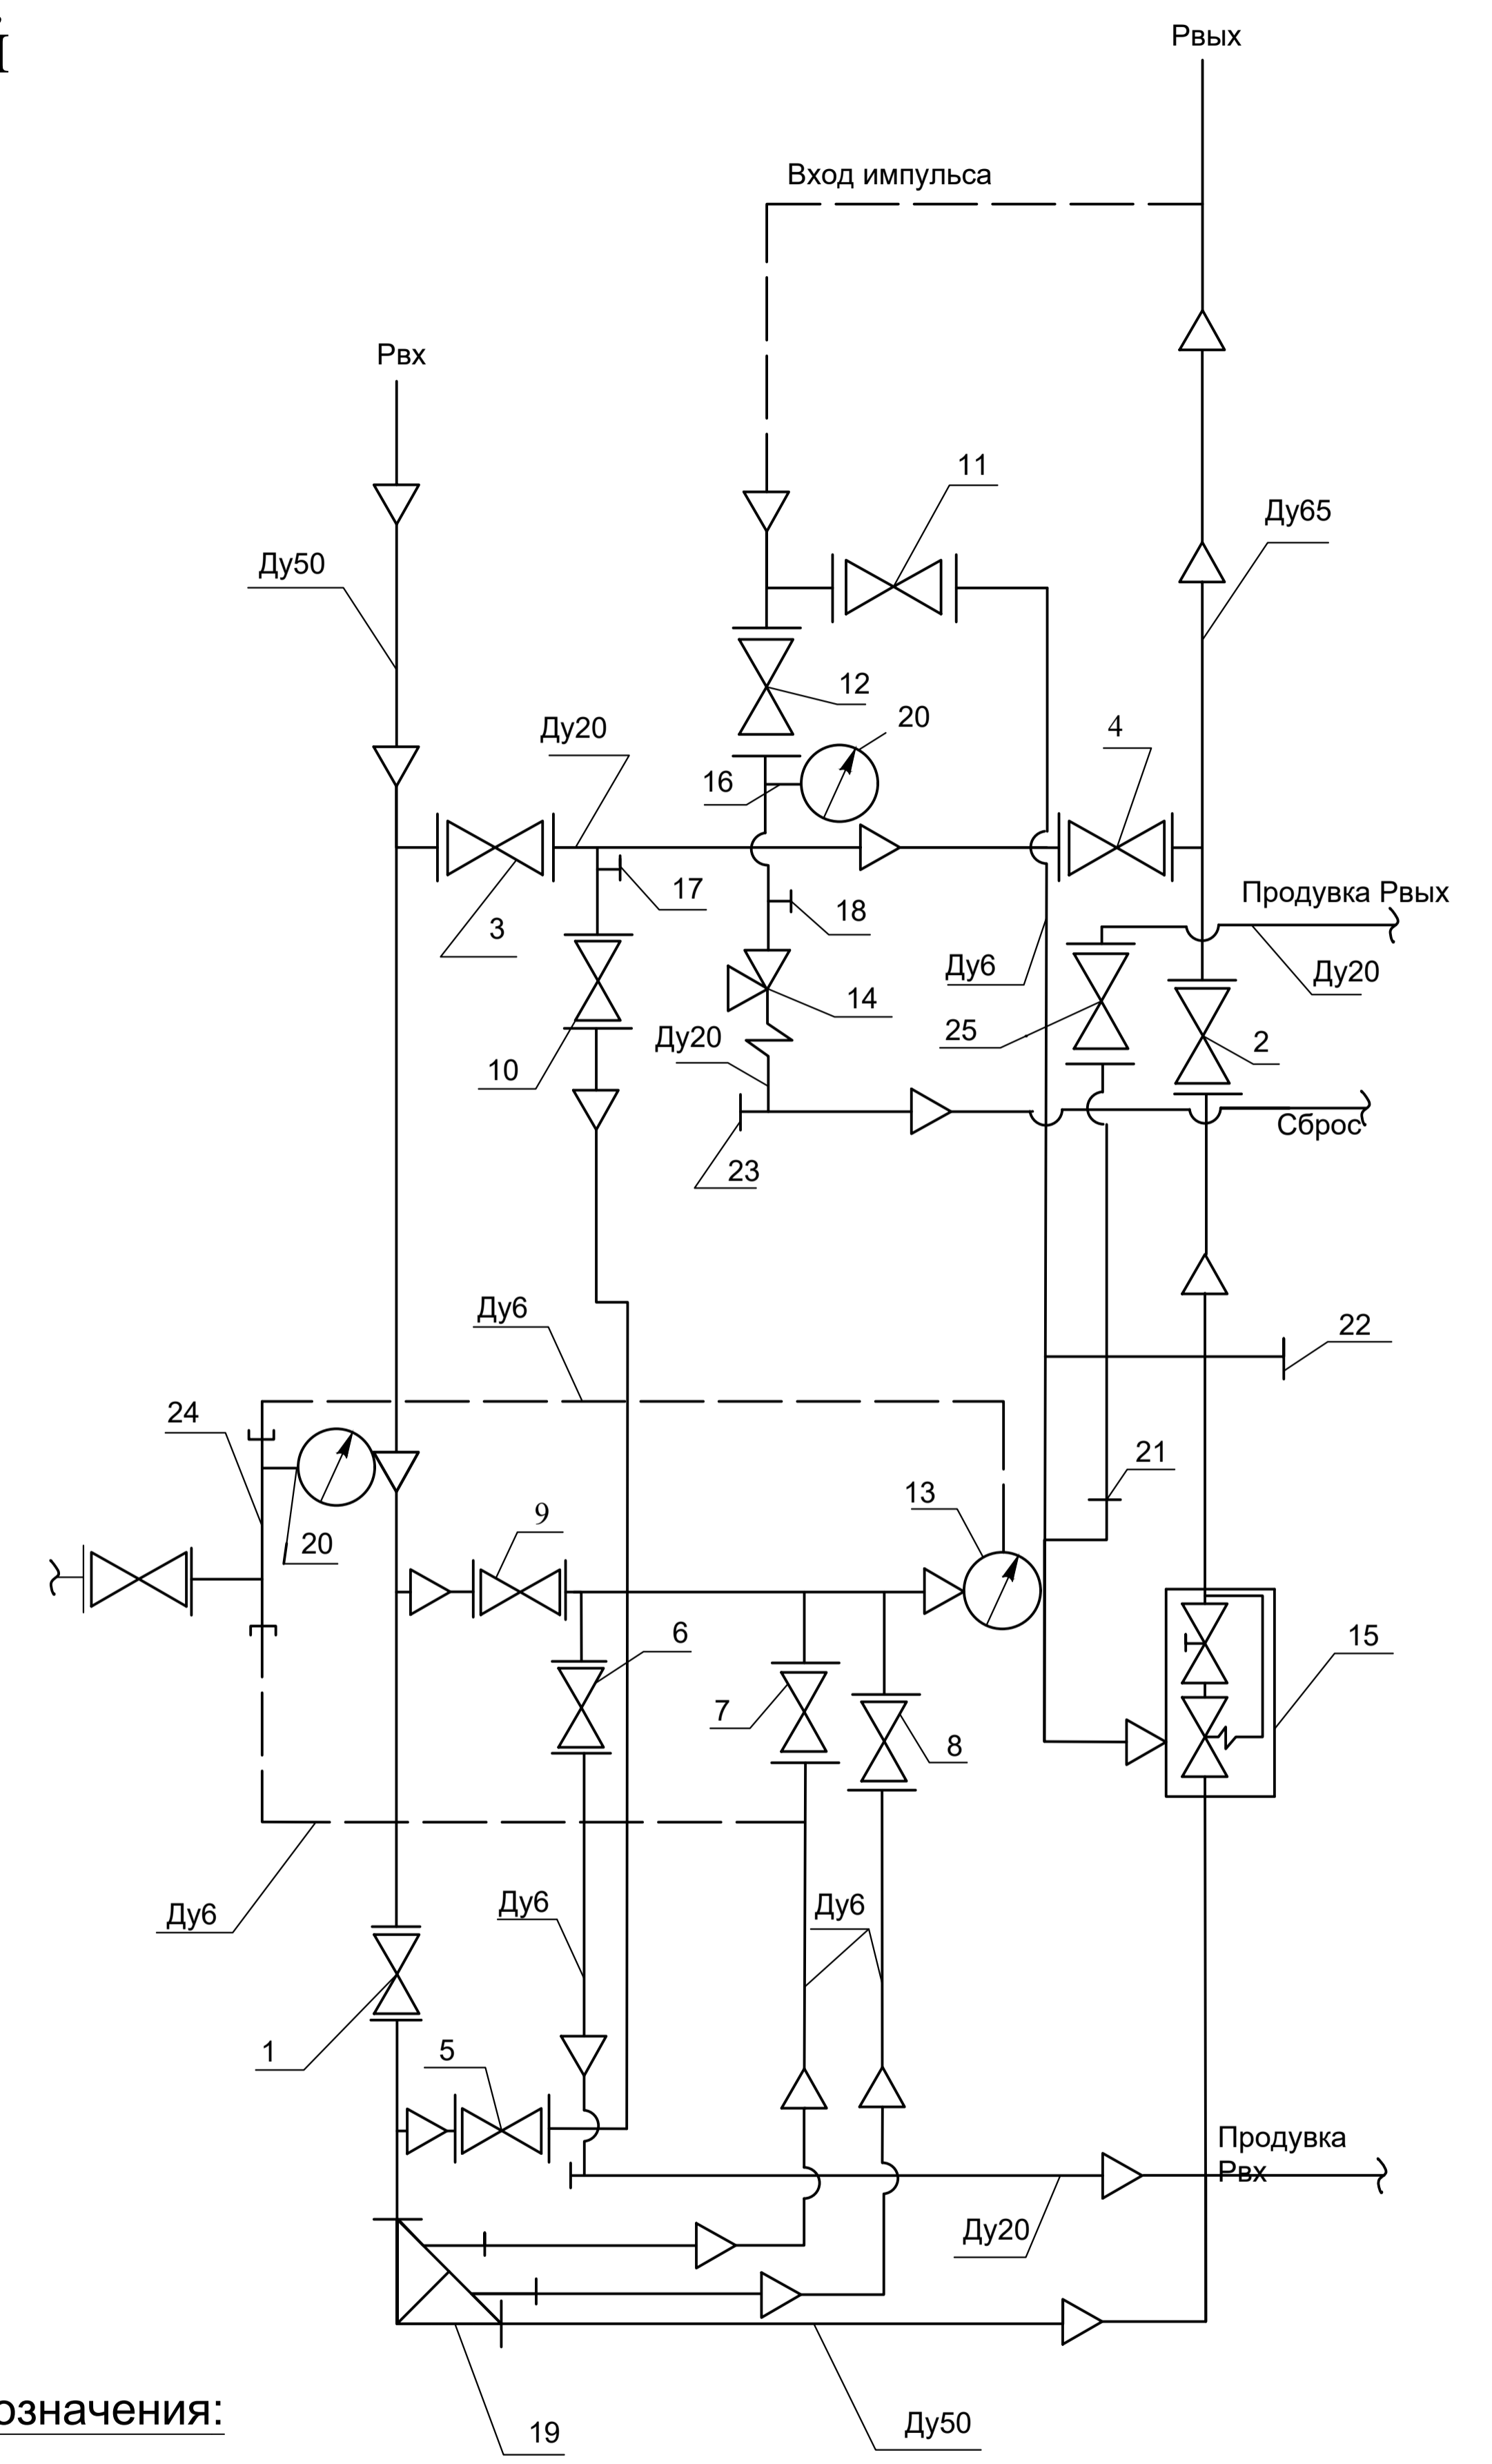 й
Рвых
Вход импульса
Рвх
11
Ду65
Ду50
12
20
4
Ду20
16
Продувка Рвых
17
18
3
Ду6
Ду20
14
25
2
Ду20
10
Сброс
23
Ду6
22
24
21
13
9
20
6
15
7
8
Ду6
Ду6
Ду6
1
5
Продувка
Рвх
Ду20
означения:
Ду50
19